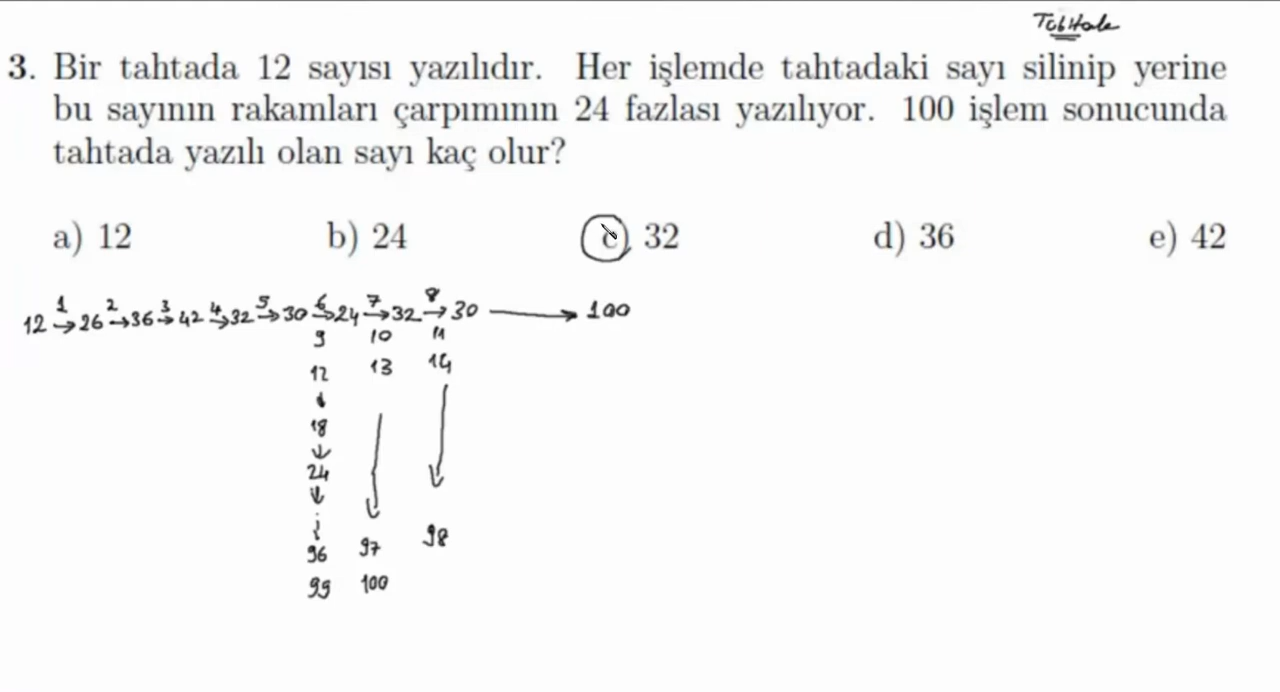 TÜBİTAK
3. Bir tahtada 12 sayısı yazılıdır. Her işlemde tahtadaki sayı silinip yerine
bu sayının rakamları çarpımının 24 fazlası yazılıyor. 100 işlem sonucunda
tahtada yazılı olan sayı kaç olur?
a) 12 b) 24 c) 32 d) 36 e) 42
1 2 3 4 5 6 7 8
12 → 26 → 36 → 42 → 32 → 30 → 24 → 32 → 30 → 100
9 10 11
12 13 14
↓
18
↓
24
↓
96 97 98
99 100